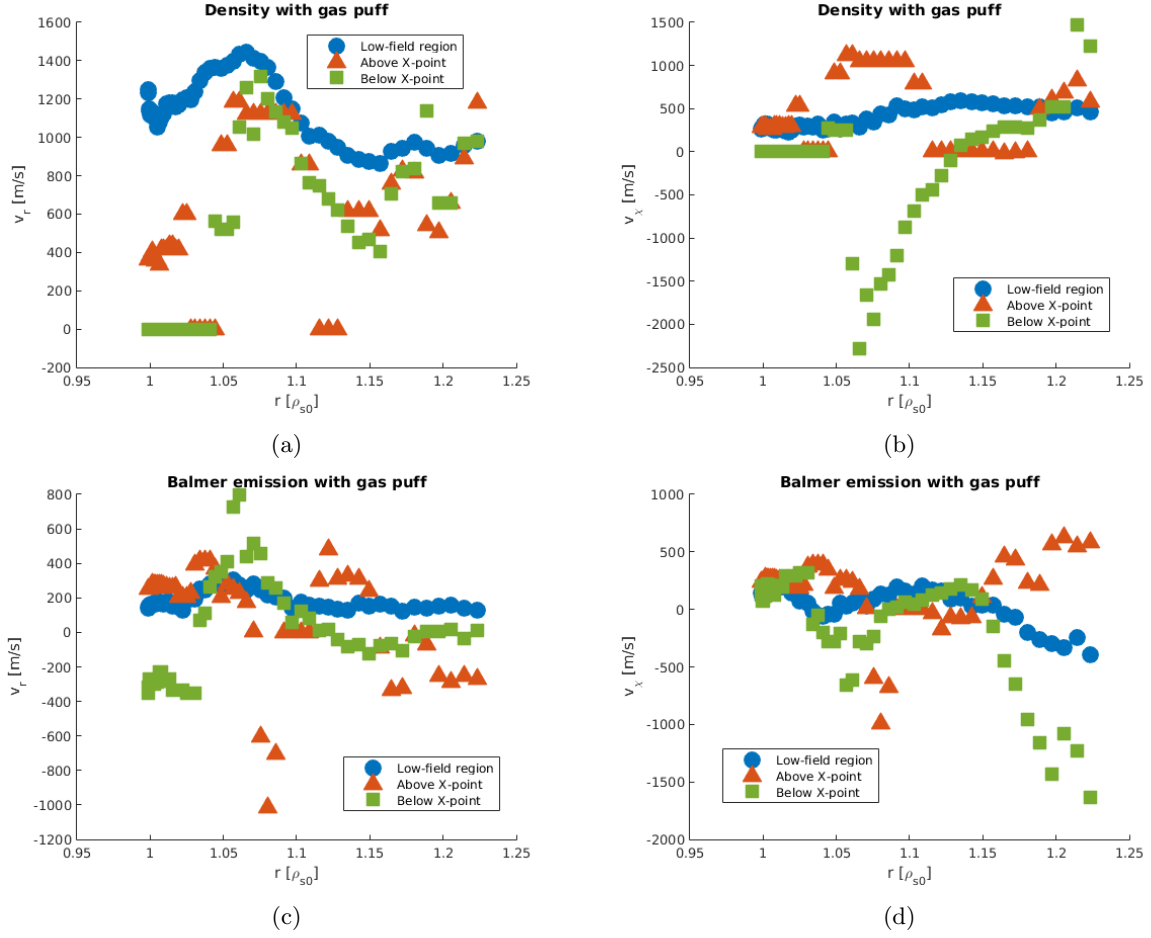 Density with gas puff
1600
1400
1200
1000
800
600
400
200
0
-200
v_r [m/s]
Low-field region
Above X-point
Below X-point
0.95 1 1.05 1.1 1.15 1.2 1.25
r [ρ_s0]
(a)
Density with gas puff
1500
1000
500
0
-500
-1000
-1500
-2000
-2500
v_χ [m/s]
Low-field region
Above X-point
Below X-point
0.95 1 1.05 1.1 1.15 1.2 1.25
r [ρ_s0]
(b)
Balmer emission with gas puff
800
600
400
200
0
-200
-400
-600
-800
-1000
-1200
v_r [m/s]
Low-field region
Above X-point
Below X-point
0.95 1 1.05 1.1 1.15 1.2 1.25
r [ρ_s0]
(c)
Balmer emission with gas puff
1000
500
0
-500
-1000
-1500
-2000
v_χ [m/s]
Low-field region
Above X-point
Below X-point
0.95 1 1.05 1.1 1.15 1.2 1.25
r [ρ_s0]
(d)